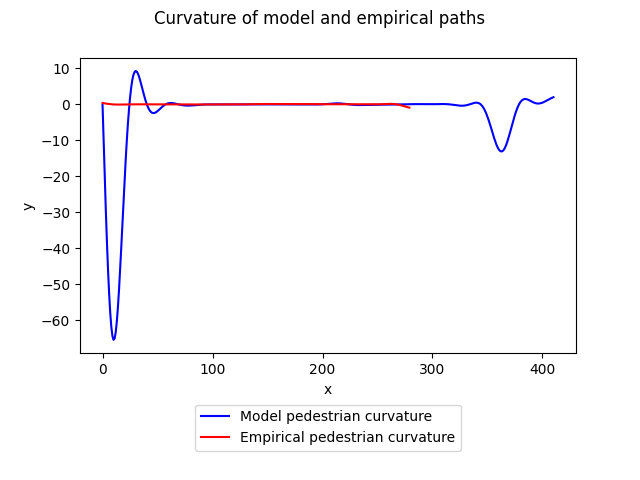 Curvature of model and empirical paths
10
0
−10
−20
−30
−40
−50
−60
y
0 100 200 300 400
x
Model pedestrian curvature
Empirical pedestrian curvature